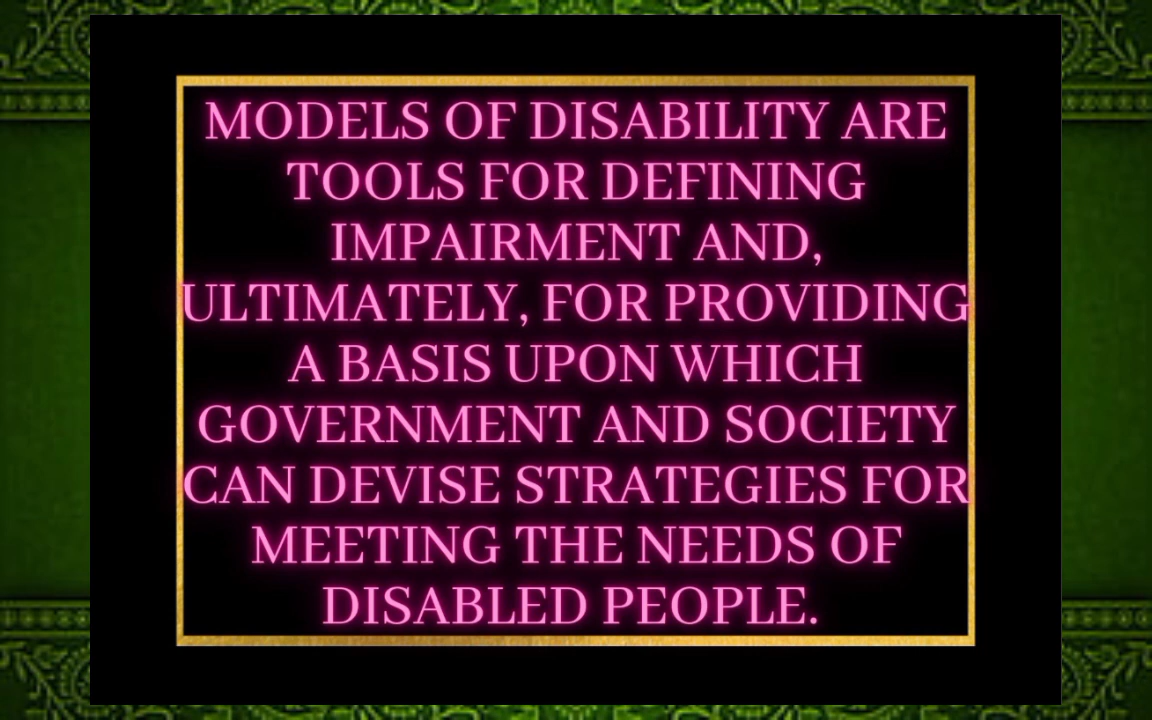 MODELS OF DISABILITY ARE
TOOLS FOR DEFINING
IMPAIRMENT AND,
ULTIMATELY, FOR PROVIDING
A BASIS UPON WHICH
GOVERNMENT AND SOCIETY
CAN DEVISE STRATEGIES FOR
MEETING THE NEEDS OF
DISABLED PEOPLE.